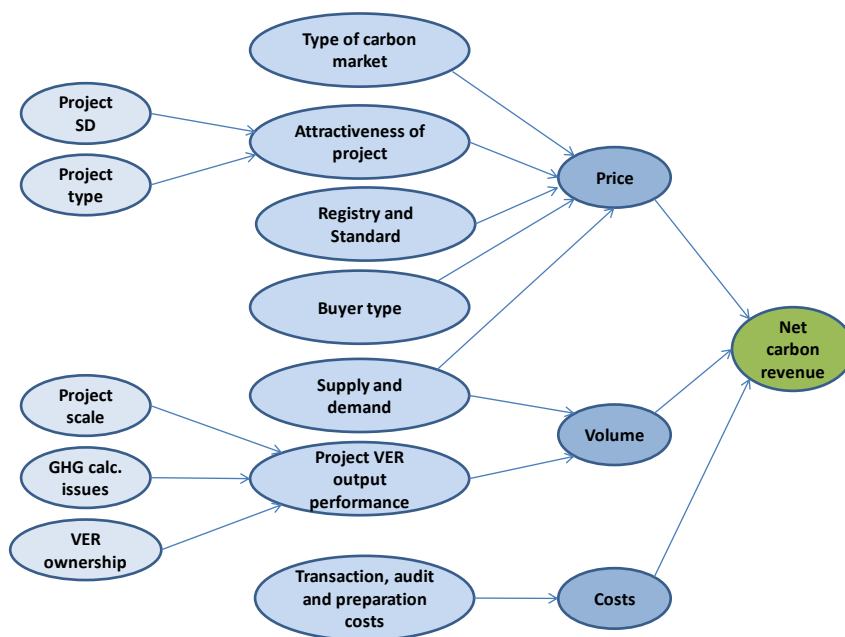 Type of carbon
market
Project
SD
Attractiveness of
project
Project
type
Price
Registry and
Standard
Buyer type
Net
carbon
revenue
Supply and
demand
Project
scale
Volume
Project VER
output
performance
GHG calc.
issues
VER
ownership
Transaction, audit
and preparation
costs
Costs